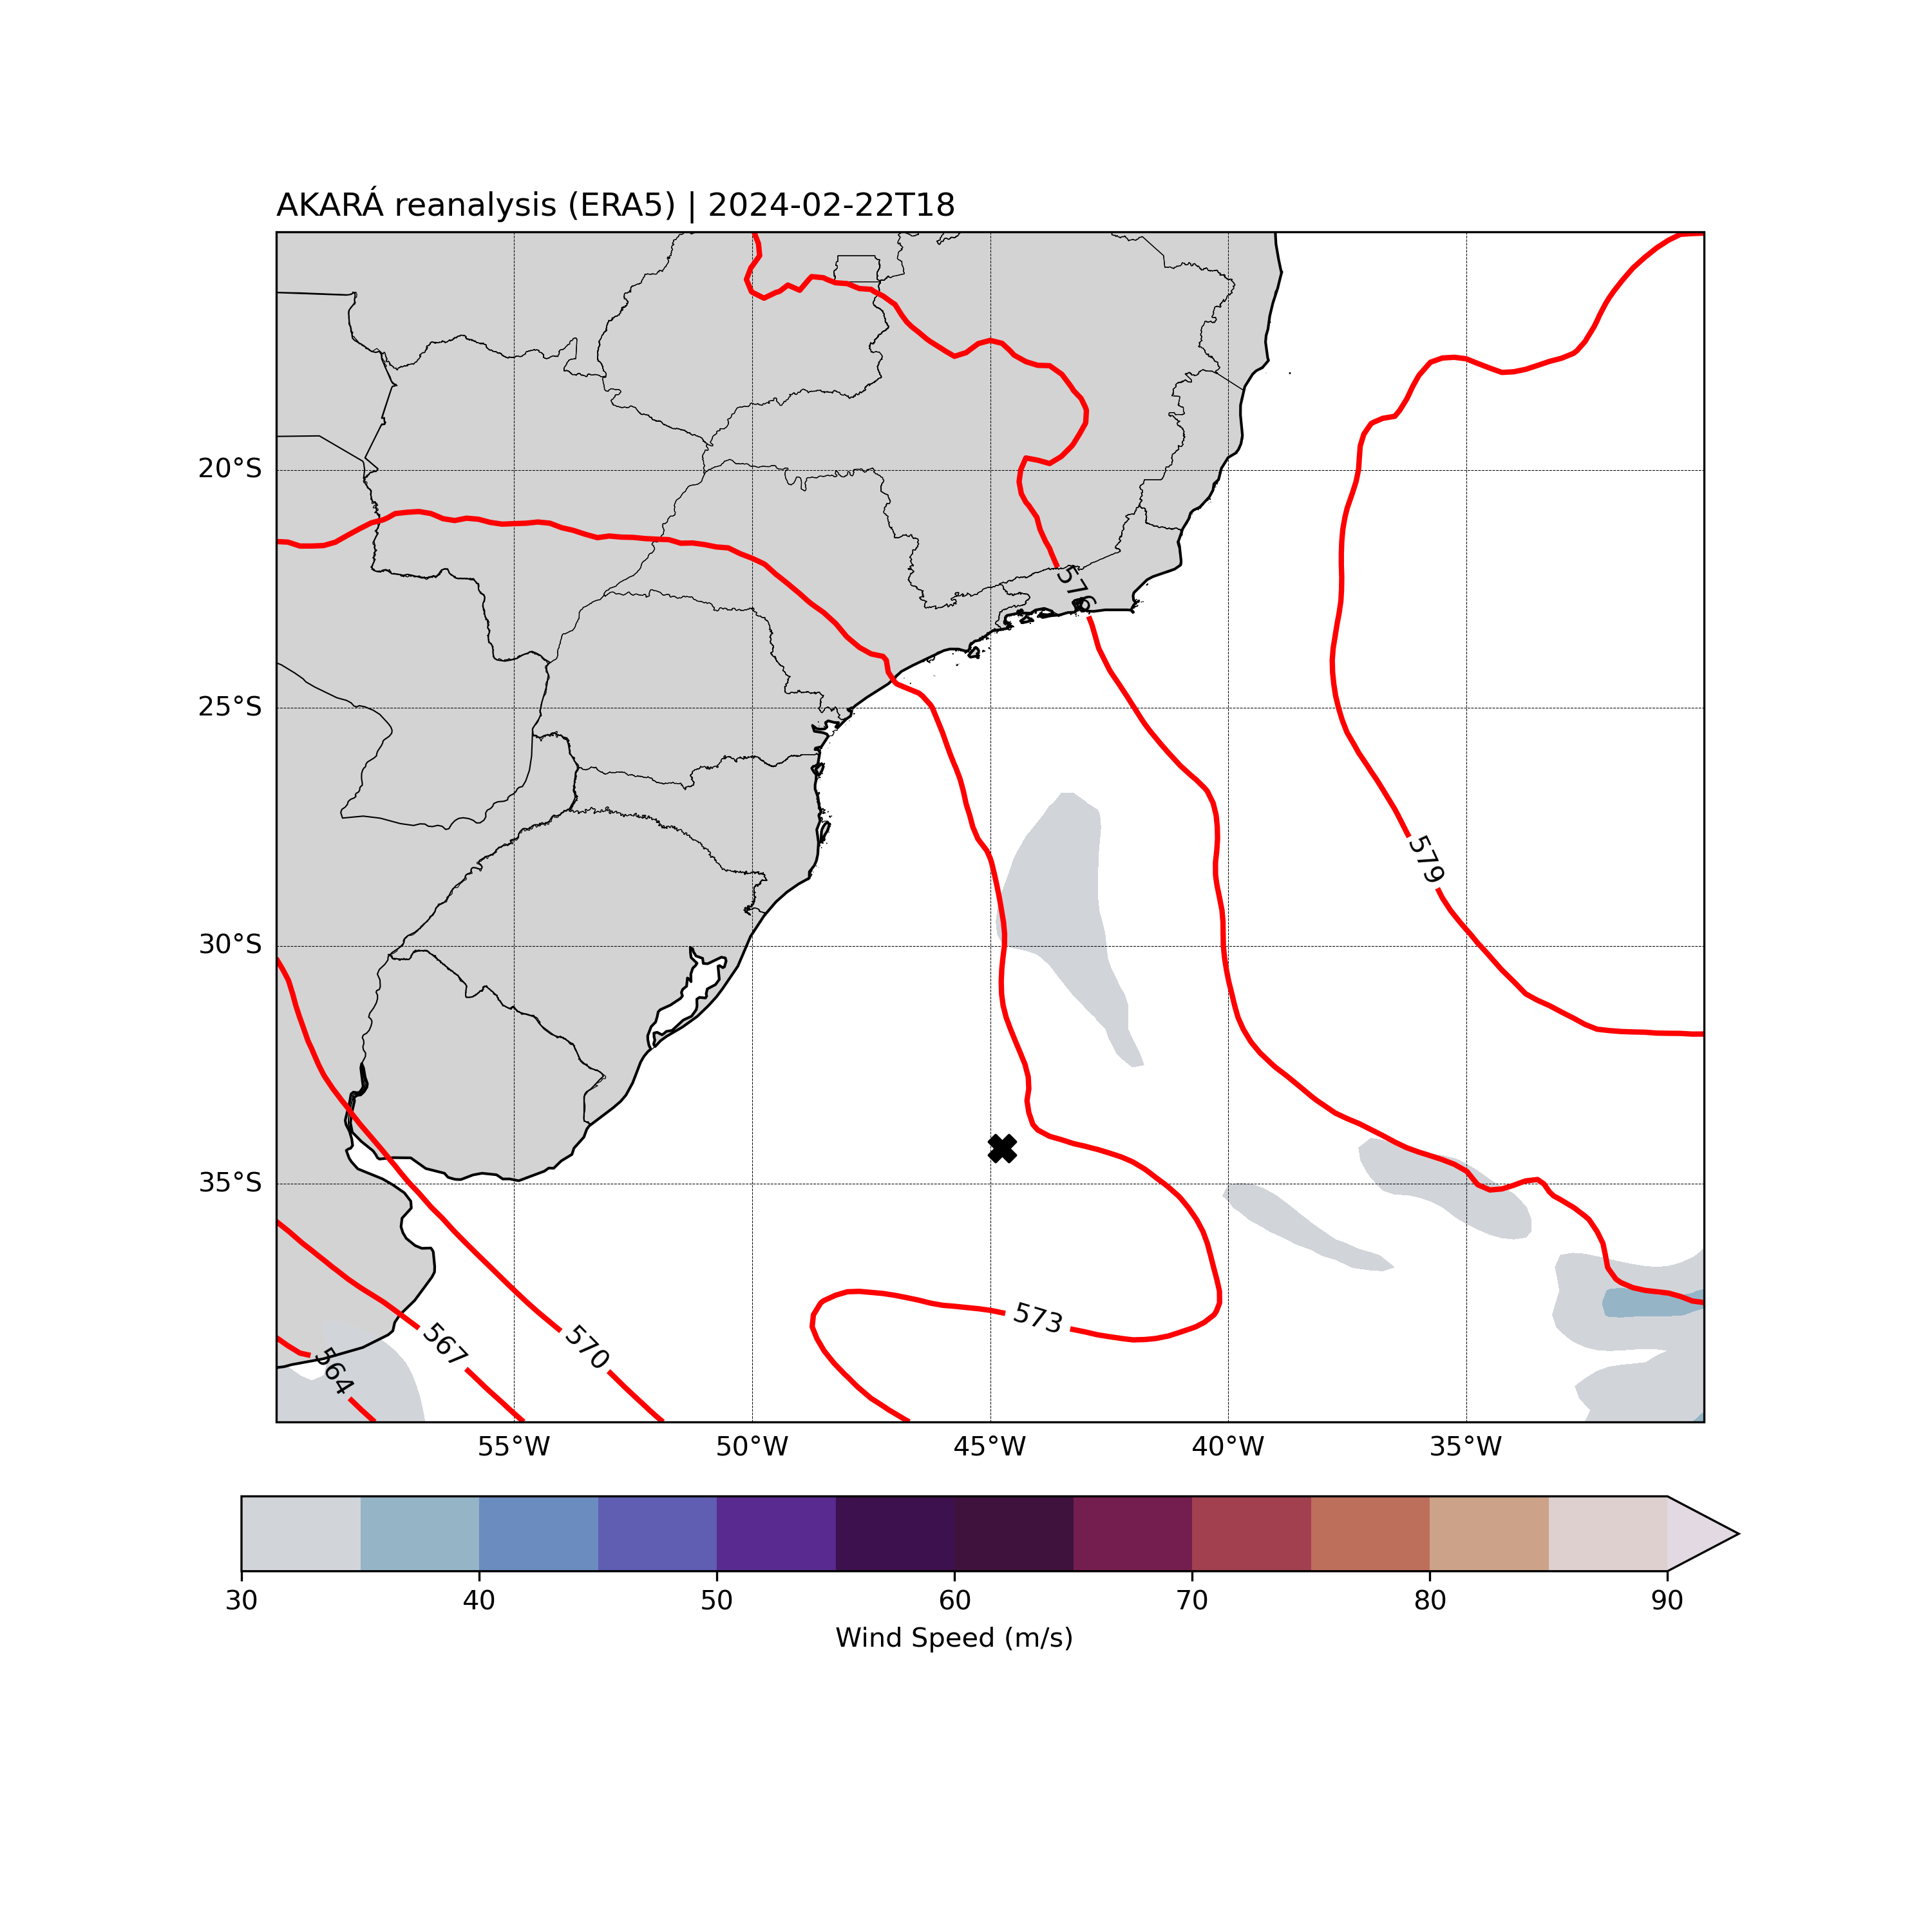 AKARÁ reanalysis (ERA5) | 2024-02-22T18
20°S
25°S
30°S
35°S
576
579
573
570
567
564
55°W 50°W 45°W 40°W 35°W
30 40 50 60 70 80 90
Wind Speed (m/s)